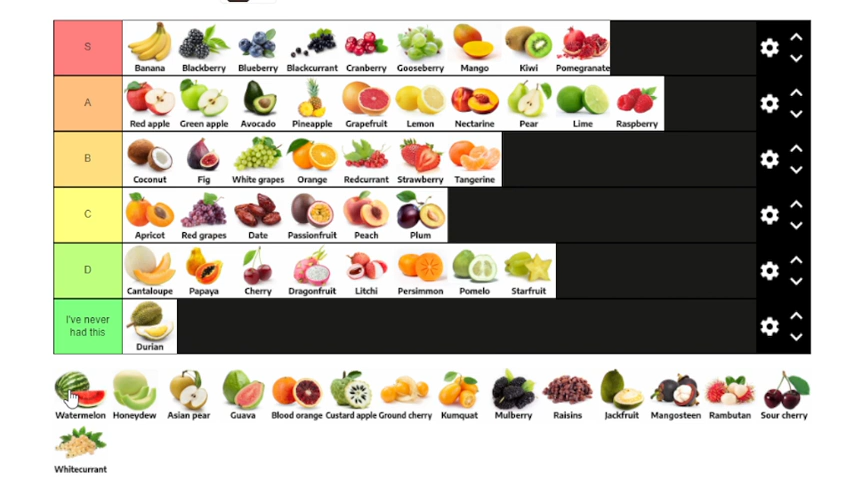 S
Banana Blackberry Blueberry Blackcurrant Cranberry Gooseberry Mango Kiwi Pomegranate
A
Red apple Green apple Avocado Pineapple Grapefruit Lemon Nectarine Pear Lime Raspberry
B
Coconut Fig White grapes Orange Redcurrant Strawberry Tangerine
C
Apricot Red grapes Date Passionfruit Peach Plum
D
Cantaloupe Papaya Cherry Dragonfruit Litchi Persimmon Pomelo Starfruit
I've never
had this
Durian
Watermelon Honeydew Asian pear Guava Blood orange Custard apple Ground cherry Kumquat Mulberry Raisins Jackfruit Mangosteen Rambutan Sour cherry
Whitecurrant